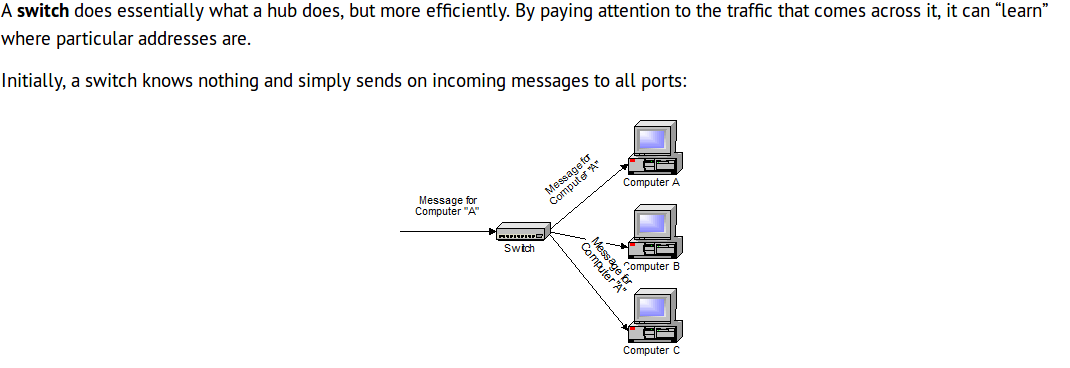 A switch does essentially what a hub does, but more efficiently. By paying attention to the traffic that comes across it, it can “learn”
where particular addresses are.
Initially, a switch knows nothing and simply sends on incoming messages to all ports:
Message for
Computer "A"
Switch
Message for
Computer "A"
Computer A
Message for
Computer "A"
Computer B
Computer C